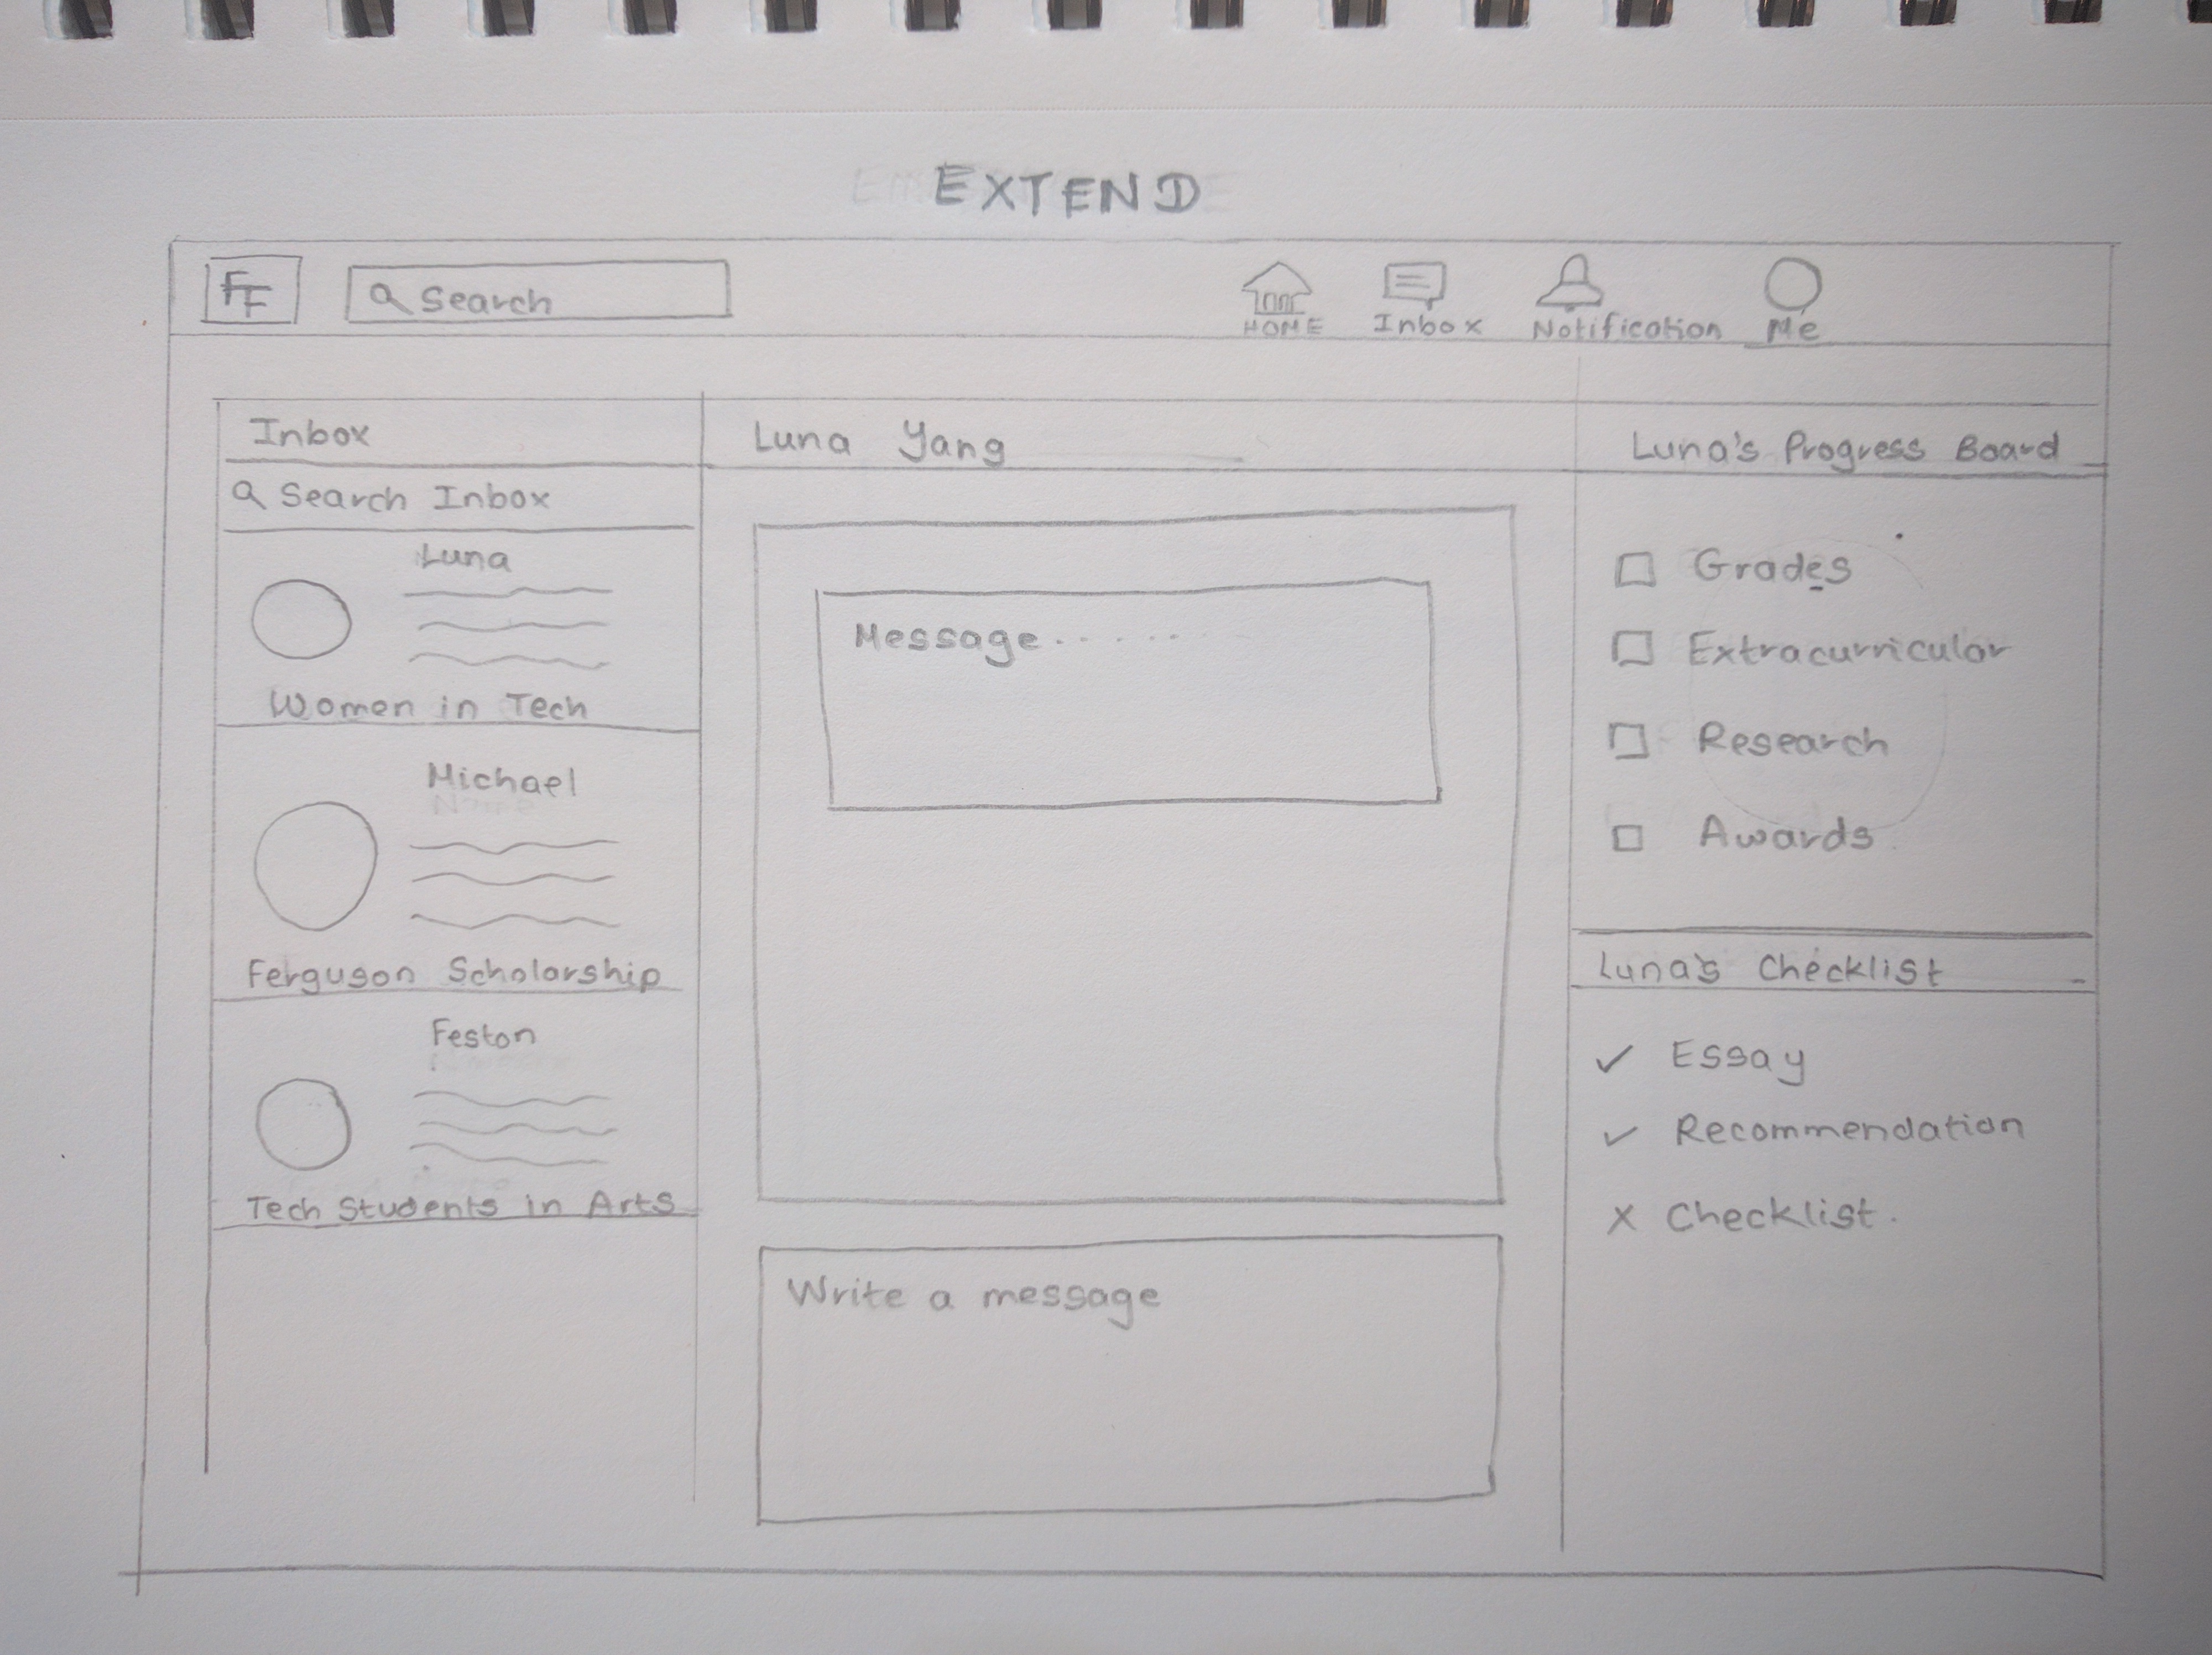 EXTEND
FF
Search
HOME
Inbox
Notification
Me
Inbox
Search Inbox
Luna
Women in Tech
Michael
Ferguson Scholarship
Feston
Tech Students in Arts
Luna Yang
Message......
Write a message
Luna's Progress Board
Grades
Extracurricular
Research
Awards
Luna's Checklist
✓ Essay
✓ Recommendation
X Checklist.